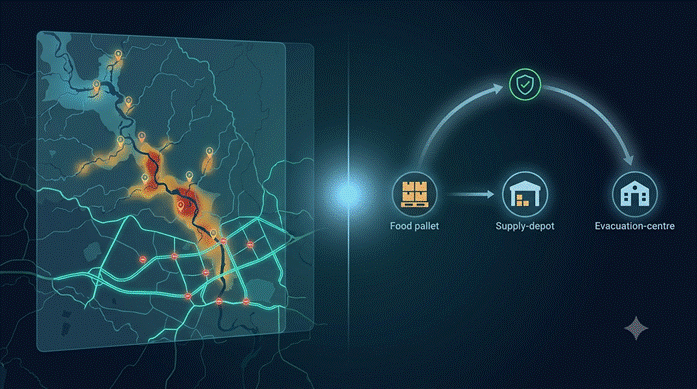 Food pallet
Supply-depot
Evacuation-centre